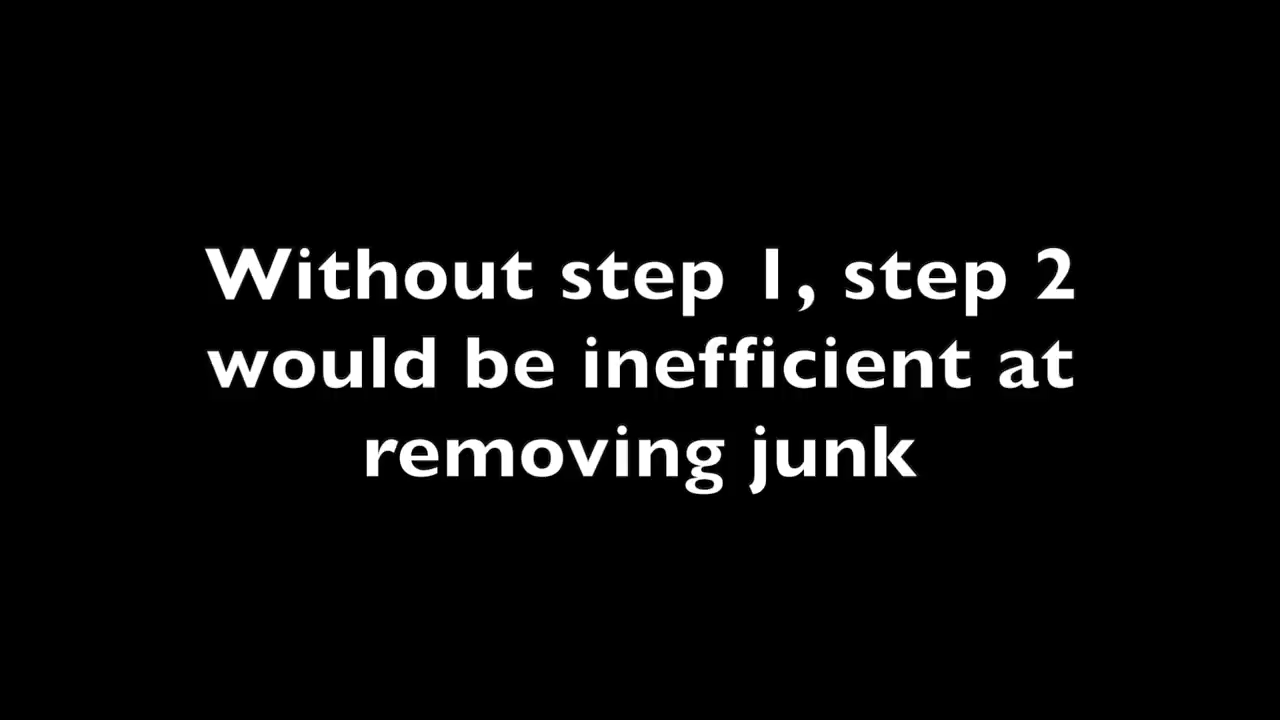 Without step 1, step 2
would be inefficient at
removing junk